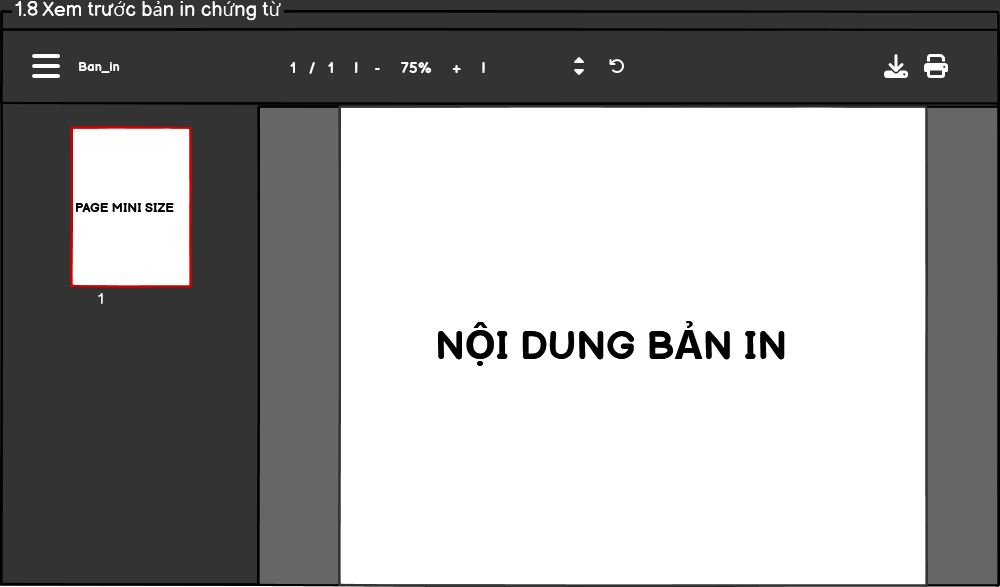 1.8 Xem trước bản in chứng từ
Ban_in
1 / 1 | - 75% + |
PAGE MINI SIZE
1
NỘI DUNG BẢN IN